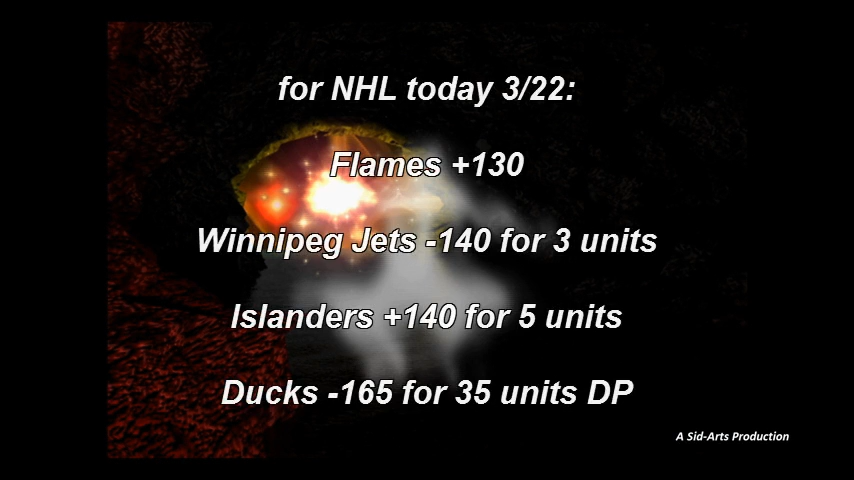 for NHL today 3/22:
Flames +130
Winnipeg Jets -140 for 3 units
Islanders +140 for 5 units
Ducks -165 for 35 units DP
A Sid-Arts Production